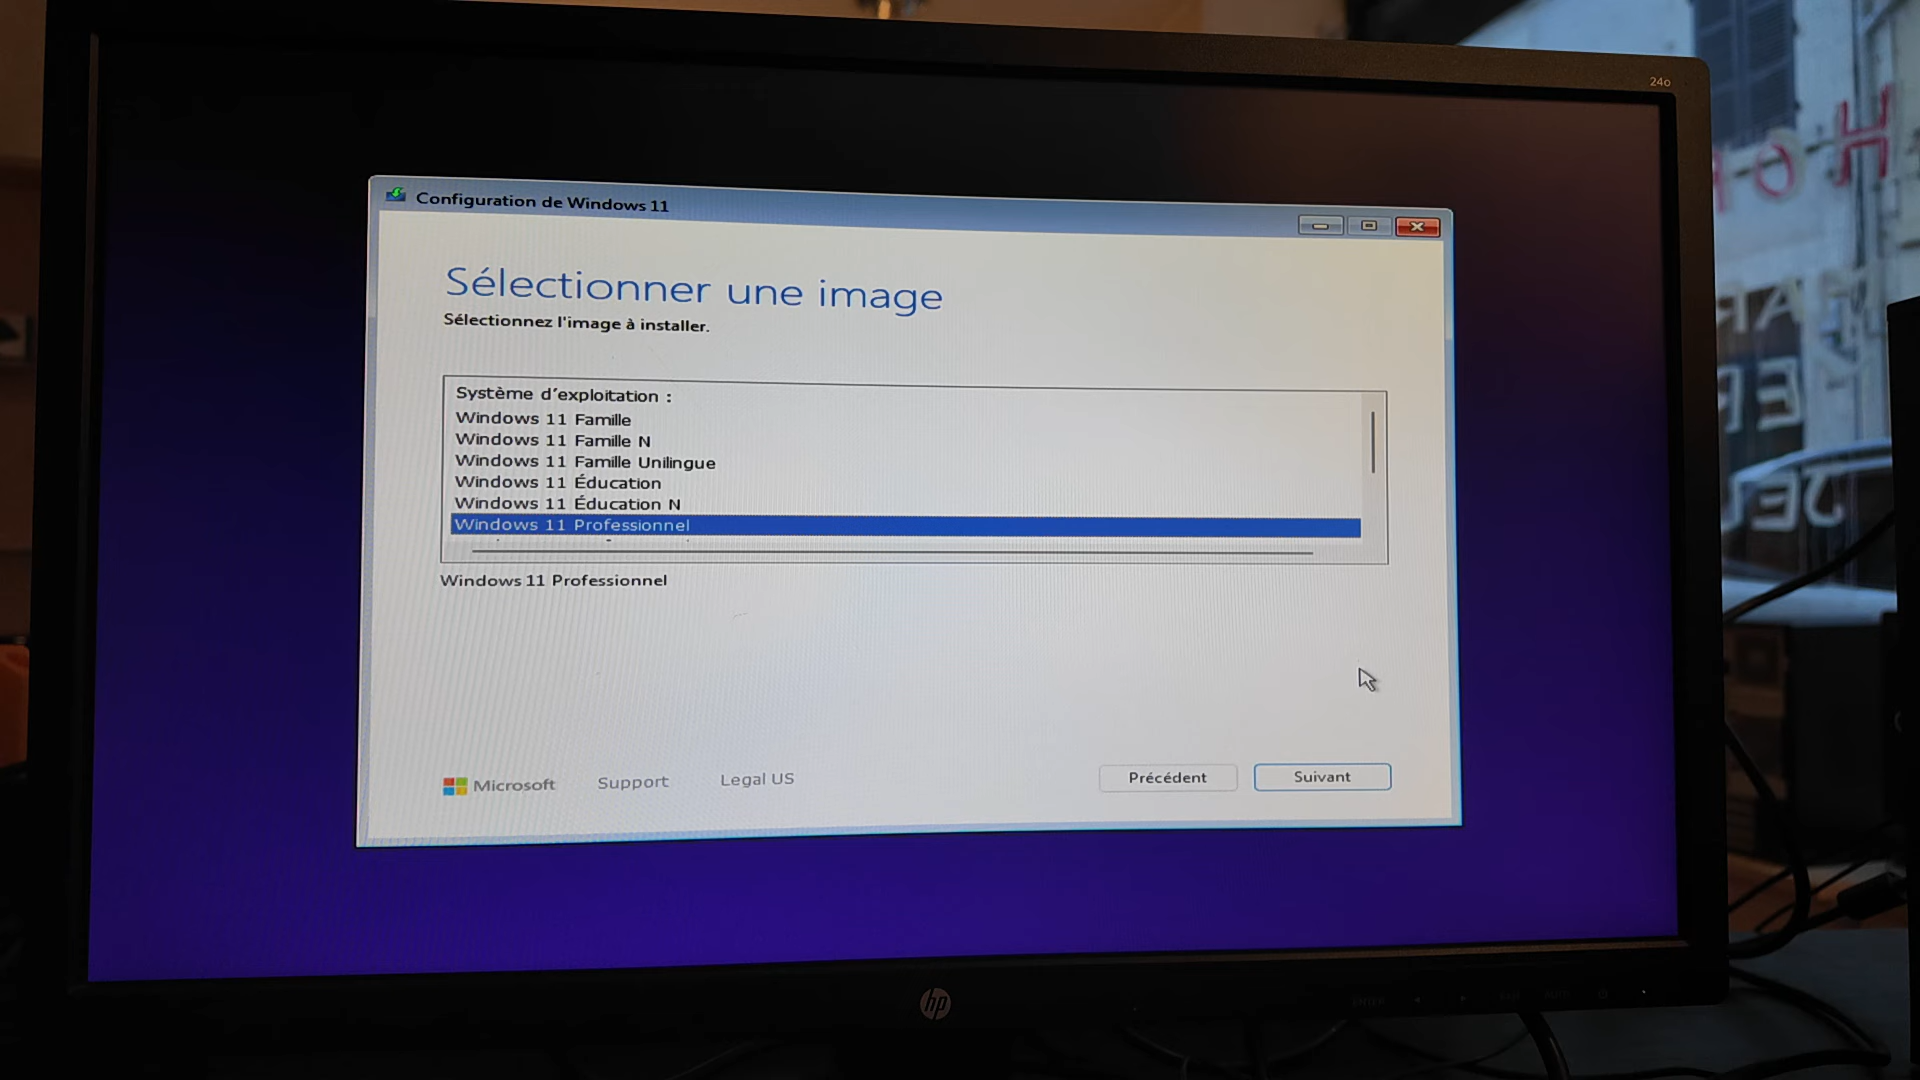 24o
Configuration de Windows 11
Sélectionner une image
Sélectionnez l'image à installer.
Système d'exploitation :
Windows 11 Famille
Windows 11 Famille N
Windows 11 Famille Unilingue
Windows 11 Éducation
Windows 11 Éducation N
Windows 11 Professionnel
Windows 11 Professionnel
Microsoft Support Legal US Précédent Suivant
hp